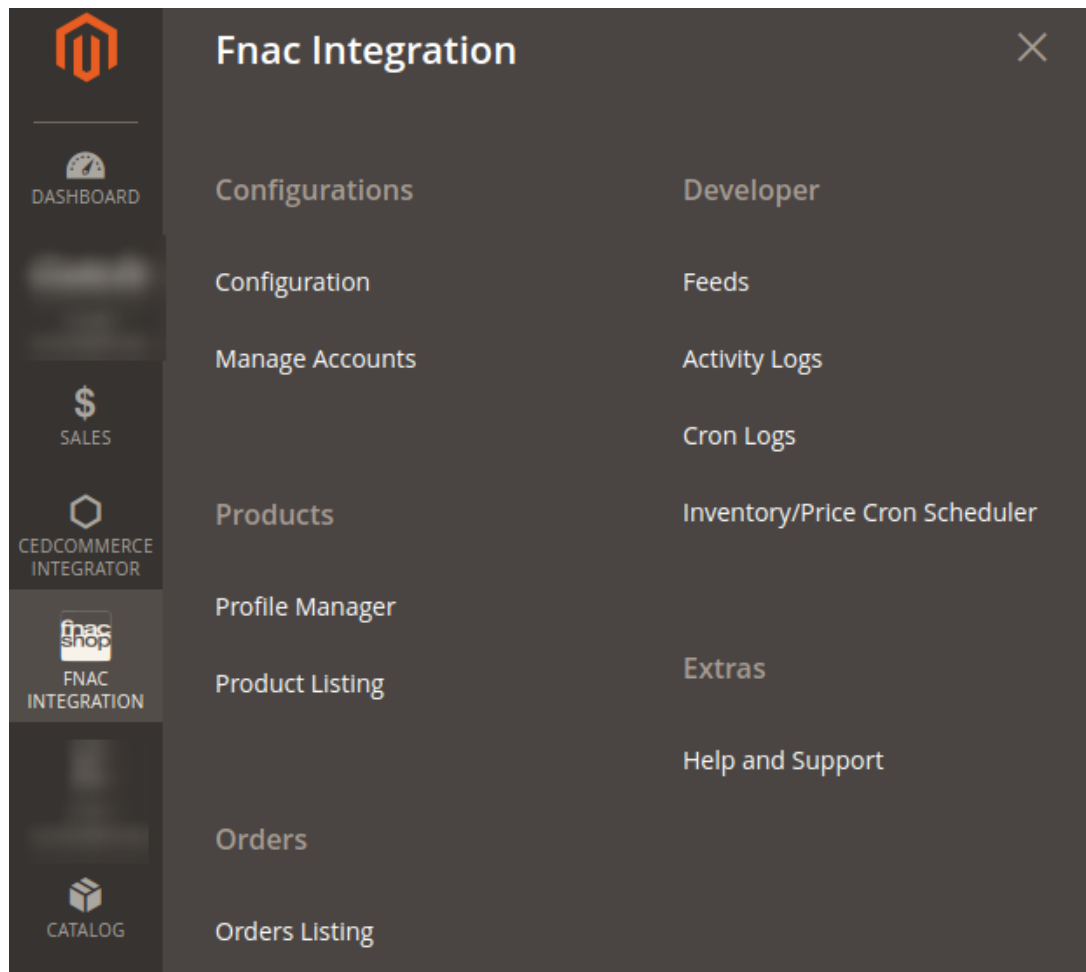 DASHBOARD
SALES
CEDCOMMERCE
INTEGRATOR
fnac
shop
FNAC
INTEGRATION
CATALOG
Fnac Integration
Configurations
Configuration
Manage Accounts
Products
Profile Manager
Product Listing
Orders
Orders Listing
Developer
Feeds
Activity Logs
Cron Logs
Inventory/Price Cron Scheduler
Extras
Help and Support